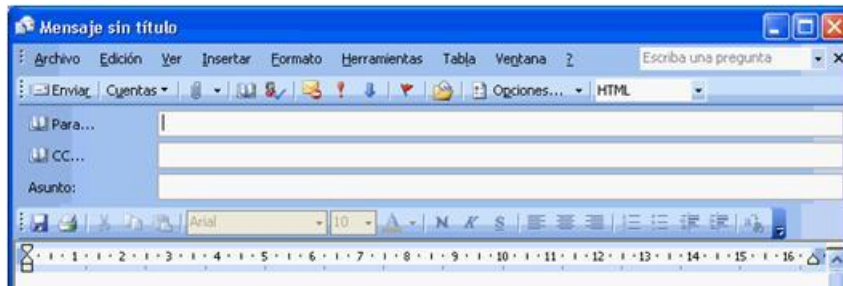 Mensaje sin título
Archivo Edición Ver Insertar Formato Herramientas Tabla Ventana ? Escriba una pregunta
Enviar Cuentas Opciones... HTML
Para...
CC...
Asunto:
Arial 10 A N K S
1 2 3 4 5 6 7 8 9 10 11 12 13 14 15 16